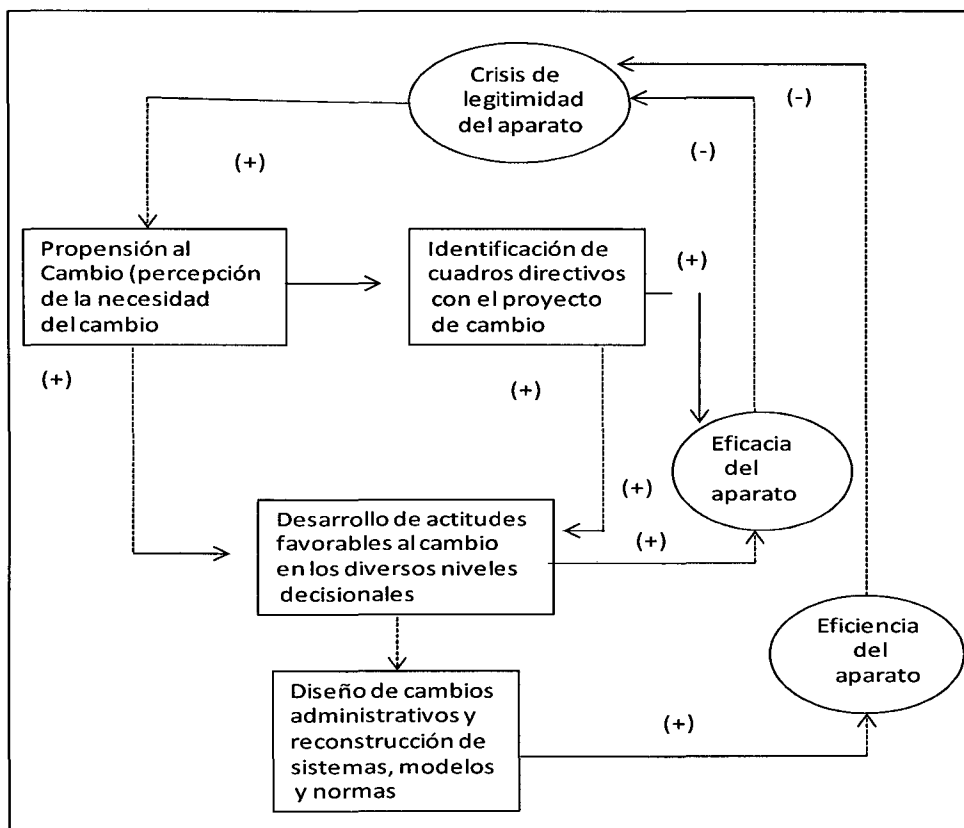 Crisis de
legitimidad
del aparato
(-)
(-)
(+)
Propensión al
Cambio (percepción
de la necesidad
del cambio
Identificación de
cuadros directivos
con el proyecto
de cambio
(+)
(+)
(+)
Eficacia
del
aparato
(+)
Desarrollo de actitudes
favorables al cambio
en los diversos niveles
decisionales
(+)
Eficiencia
del
aparato
Diseño de cambios
administrativos y
reconstrucción de
sistemas, modelos
y normas
(+)